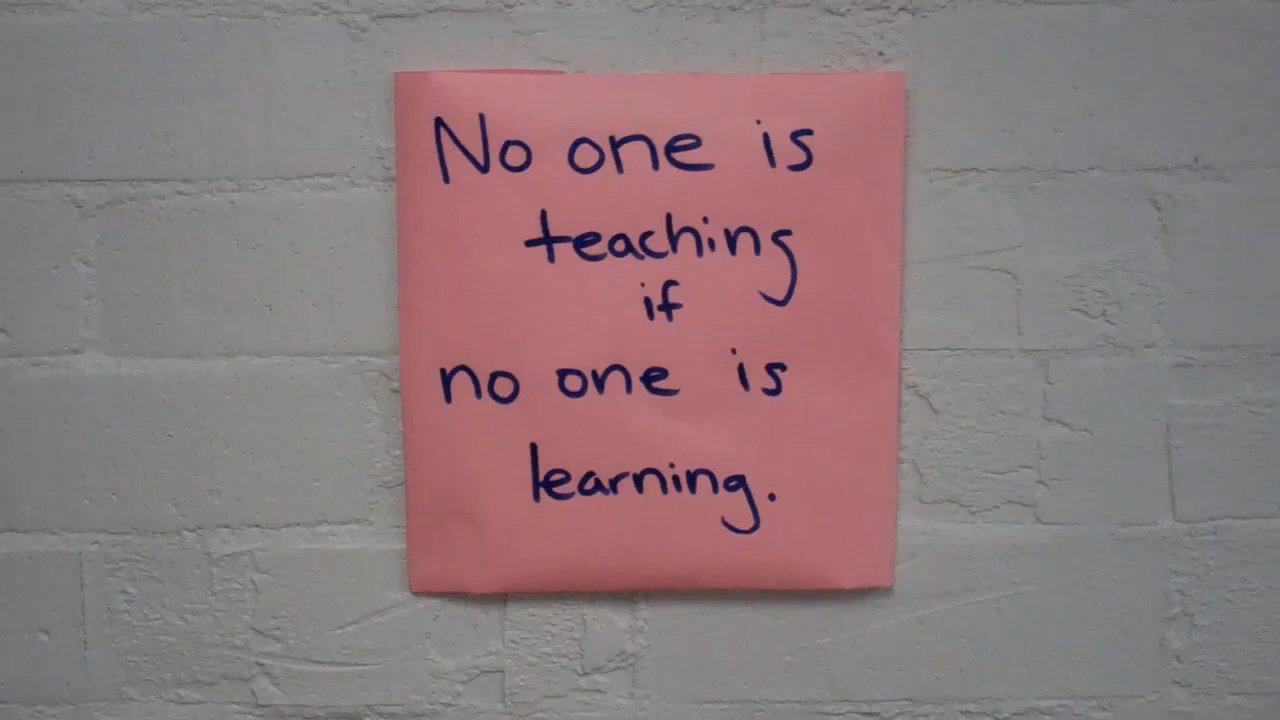 No one is
teaching
if
no one is
learning.